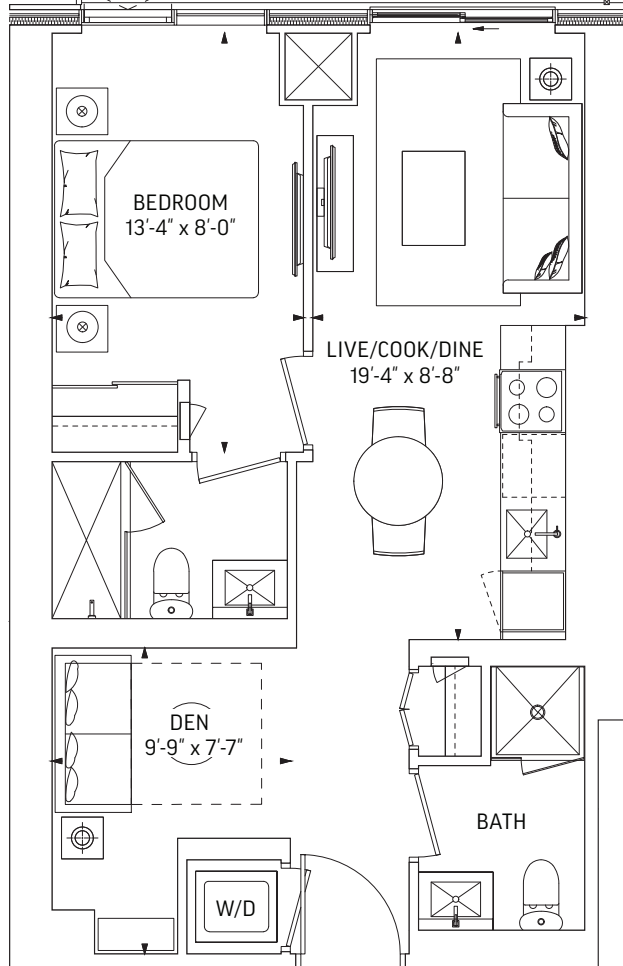 BEDROOM
13'-4" x 8'-0"
LIVE/COOK/DINE
19'-4" x 8'-8"
DEN
9'-9" x 7'-7"
BATH
W/D